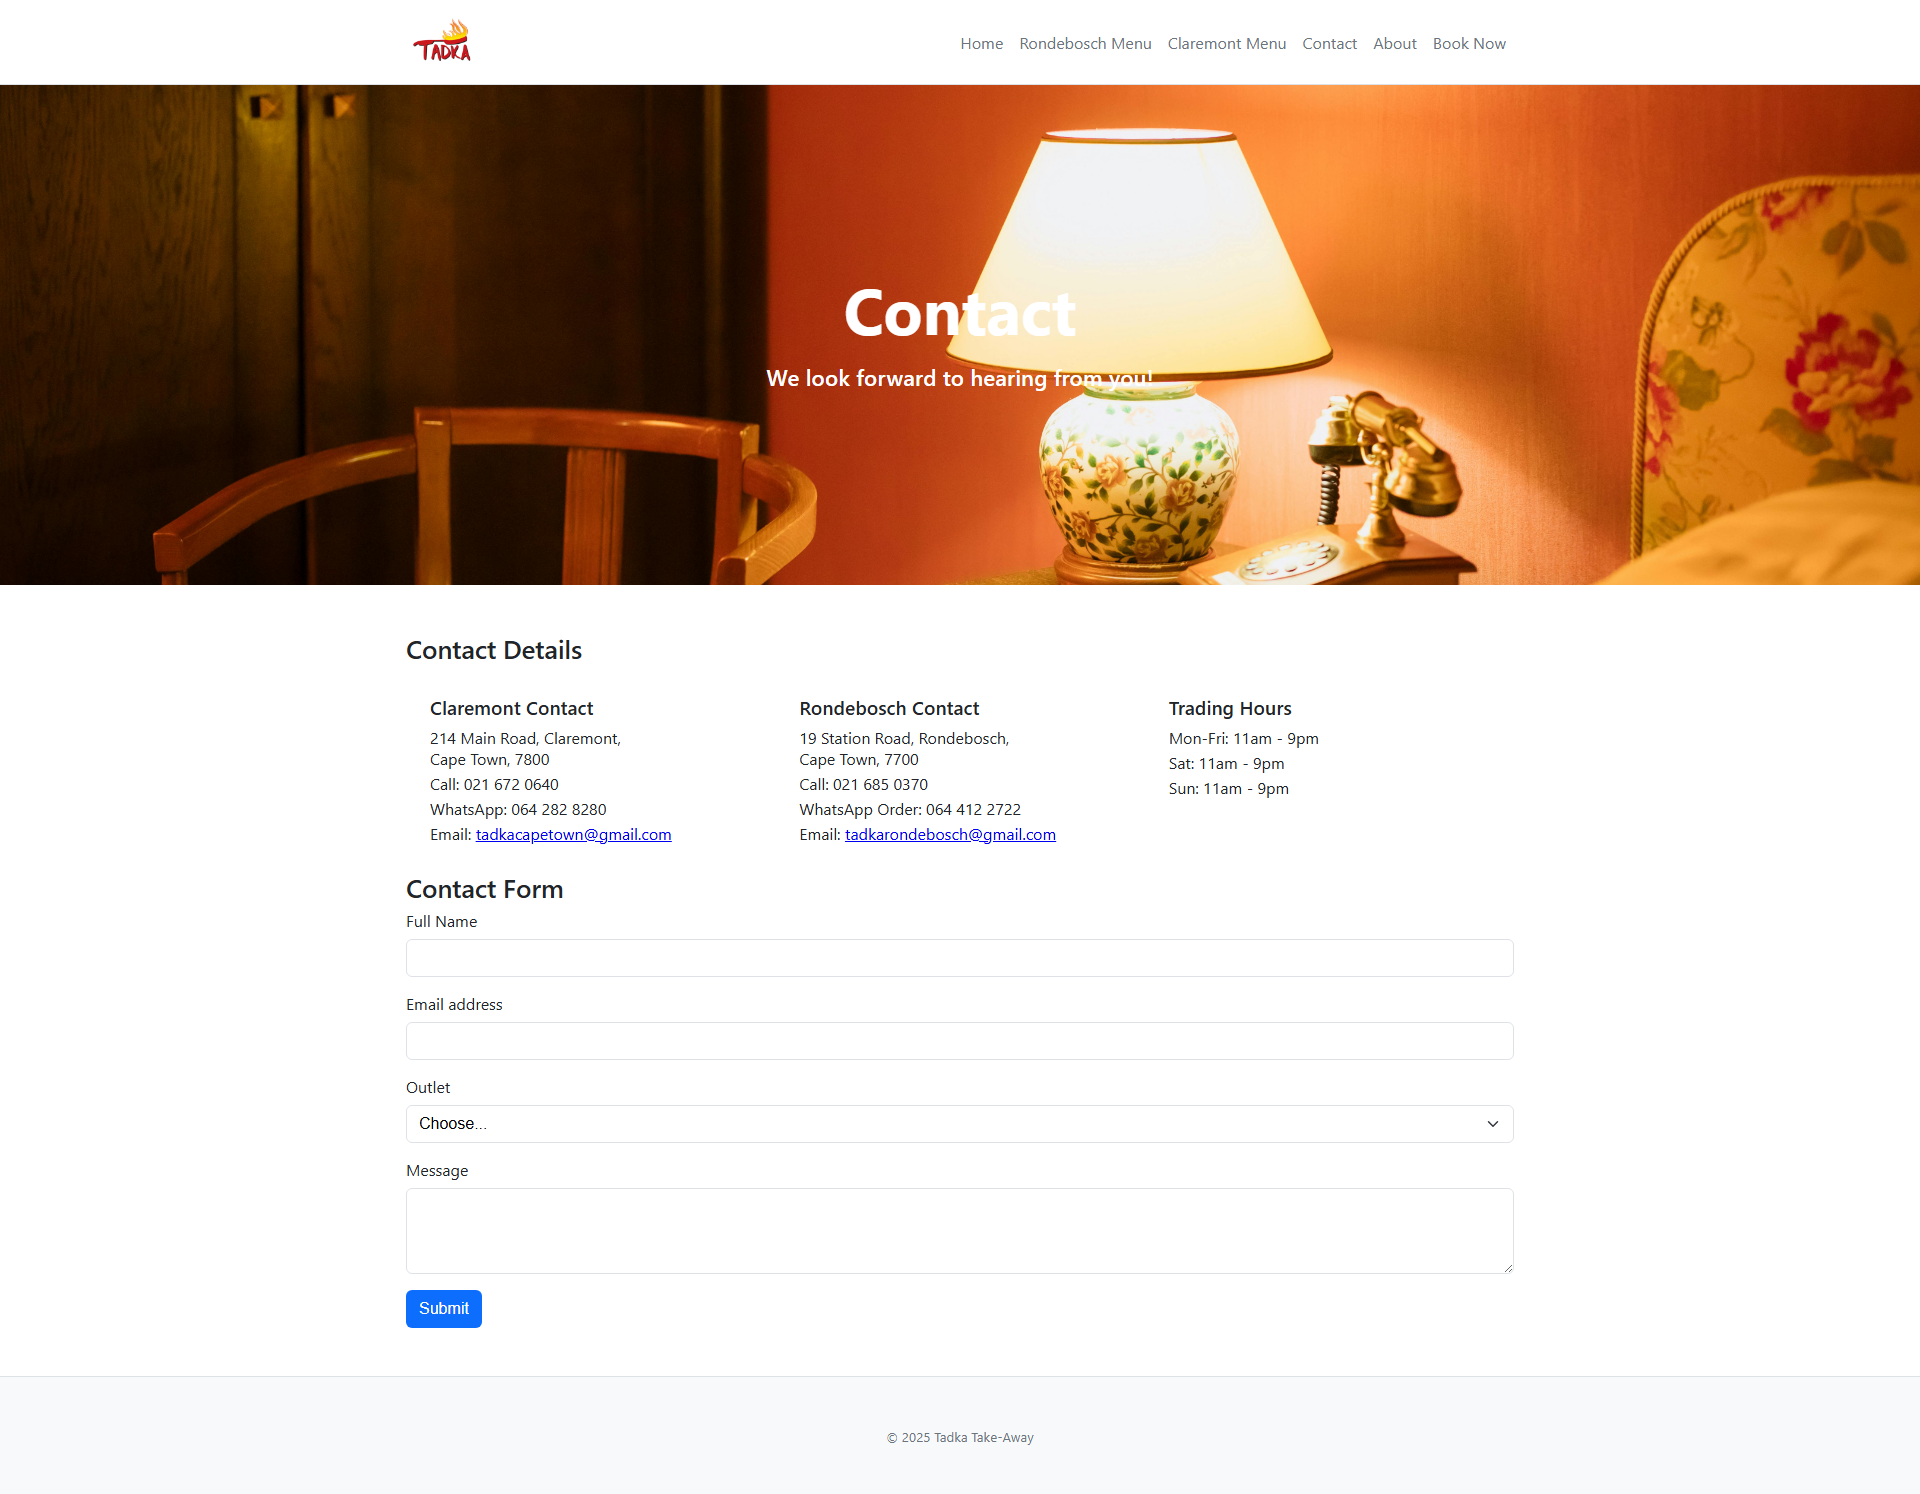 TADKA
Home Rondebosch Menu Claremont Menu Contact About Book Now
Contact
We look forward to hearing from you!
Contact Details
Claremont Contact
214 Main Road, Claremont,
Cape Town, 7800
Call: 021 672 0640
WhatsApp: 064 282 8280
Email: tadkacapetown@gmail.com
Rondebosch Contact
19 Station Road, Rondebosch,
Cape Town, 7700
Call: 021 685 0370
WhatsApp Order: 064 412 2722
Email: tadkarondebosch@gmail.com
Trading Hours
Mon-Fri: 11am - 9pm
Sat: 11am - 9pm
Sun: 11am - 9pm
Contact Form
Full Name
Email address
Outlet
Choose...
Message
Submit
© 2025 Tadka Take-Away